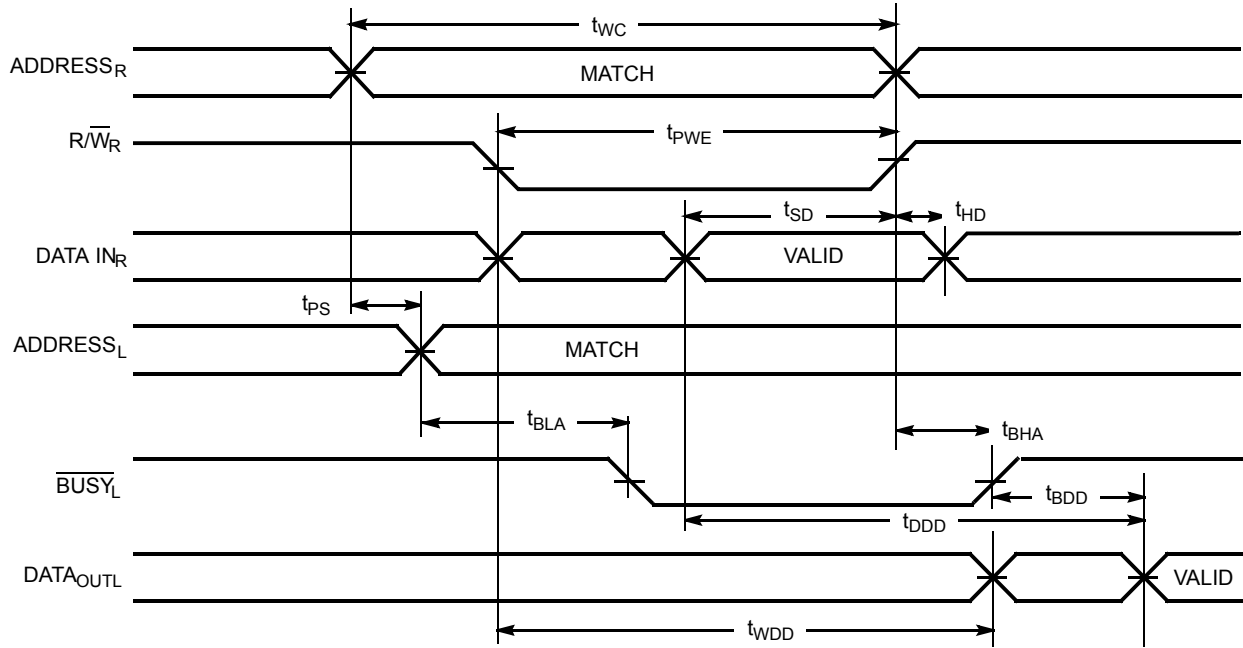 tWC
ADDRESSR
MATCH
R/W̅R
tPWE
tSD
tHD
DATA INR
VALID
tPS
ADDRESSL
MATCH
tBLA
tBHA
B̅U̅S̅Y̅L
tBDD
tDDD
DATAOUTL
VALID
tWDD